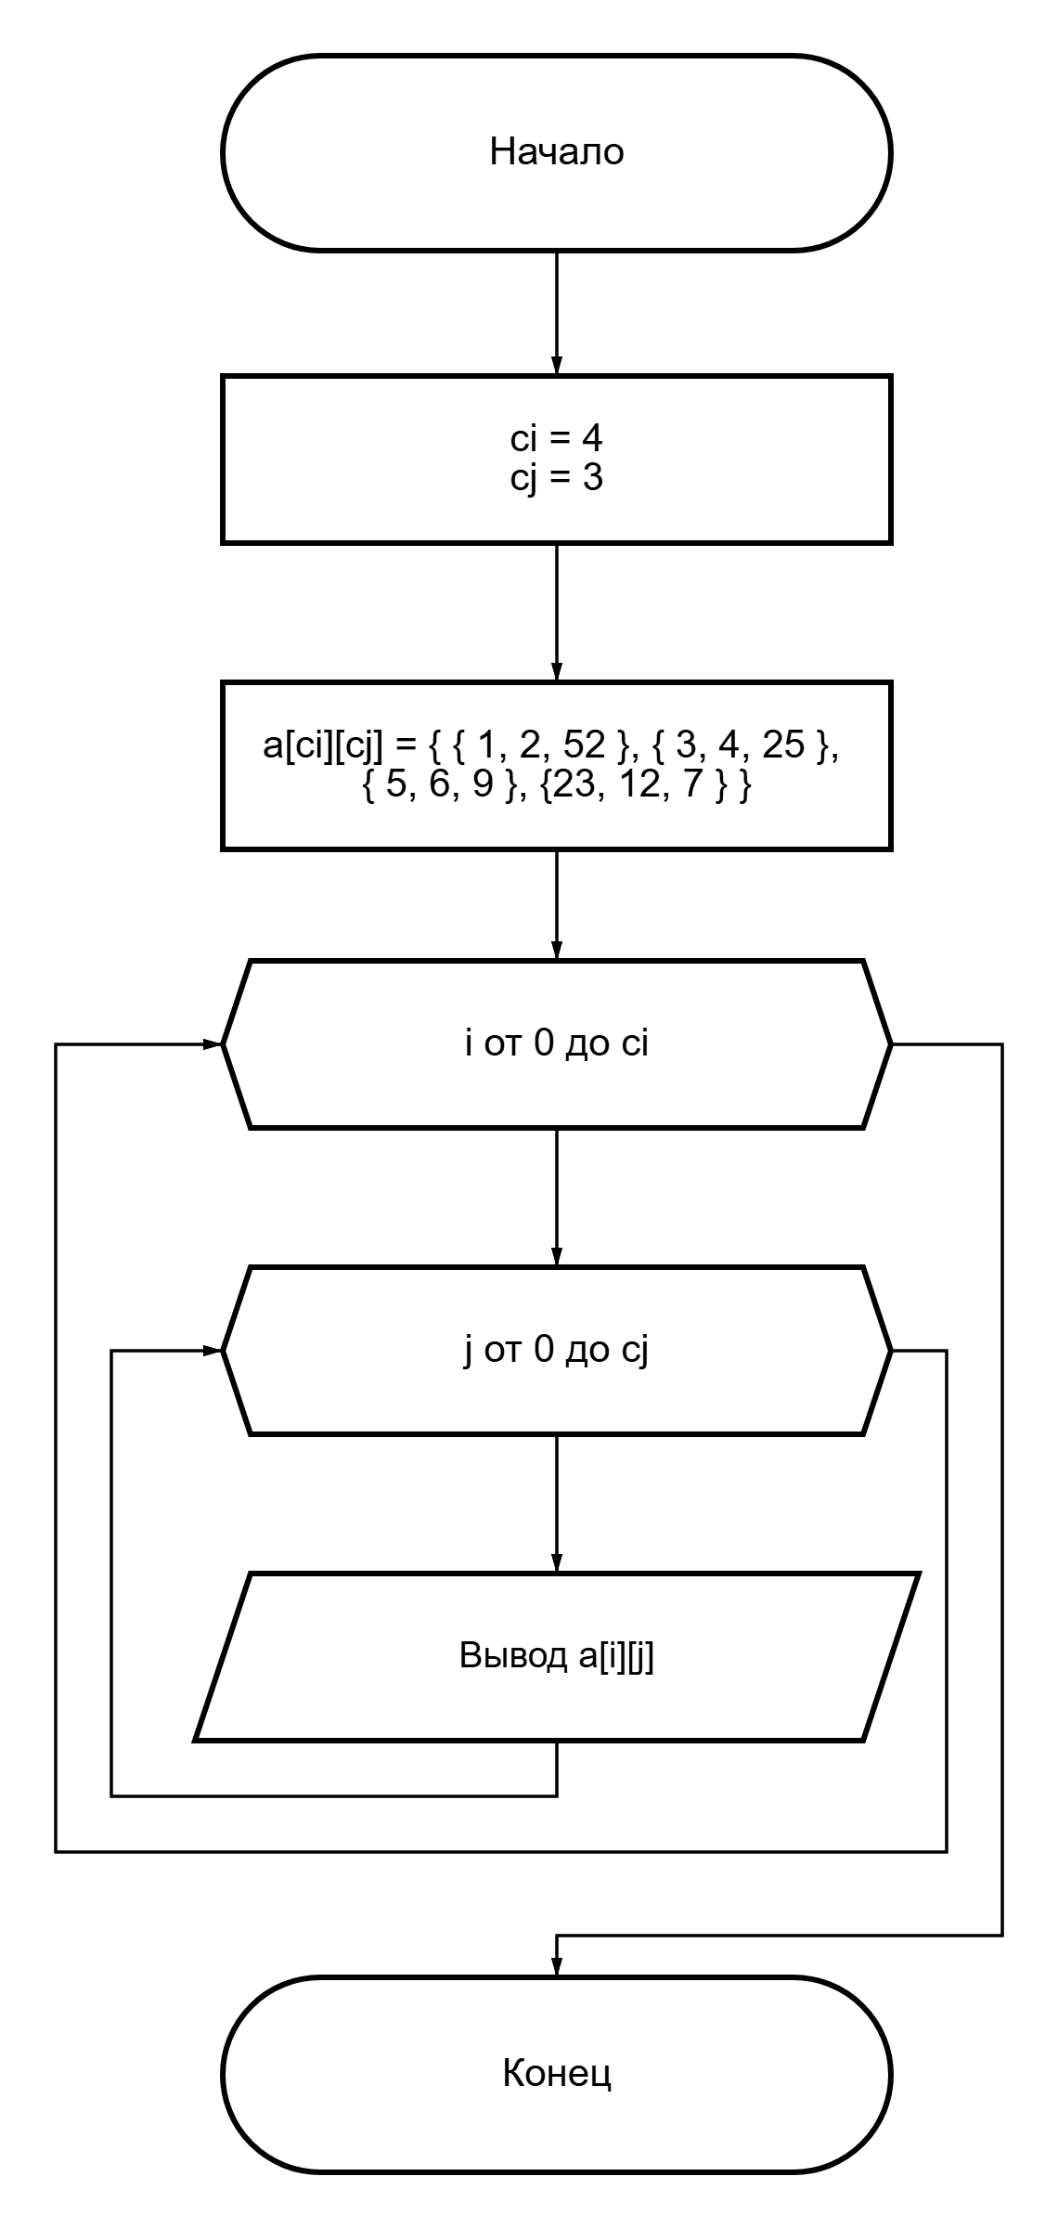 Начало
ci = 4
cj = 3
a[ci][cj] = { { 1, 2, 52 }, { 3, 4, 25 },
{ 5, 6, 9 }, {23, 12, 7 } }
i от 0 до ci
j от 0 до cj
Вывод a[i][j]
Конец